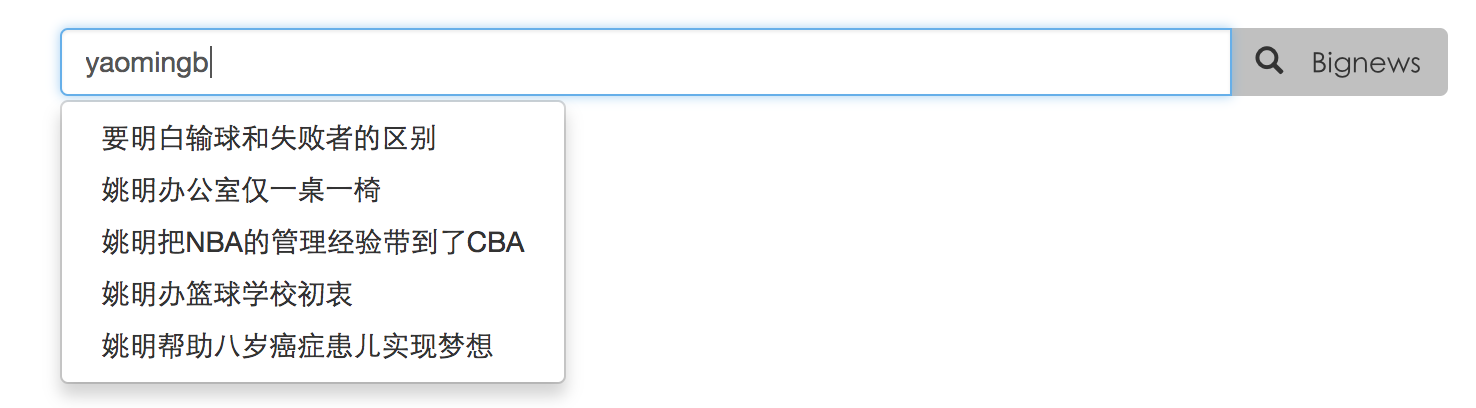 yaomingb
Bignews
要明白输球和失败者的区别
姚明办公室仅一桌一椅
姚明把NBA的管理经验带到了CBA
姚明办篮球学校初衷
姚明帮助八岁癌症患儿实现梦想